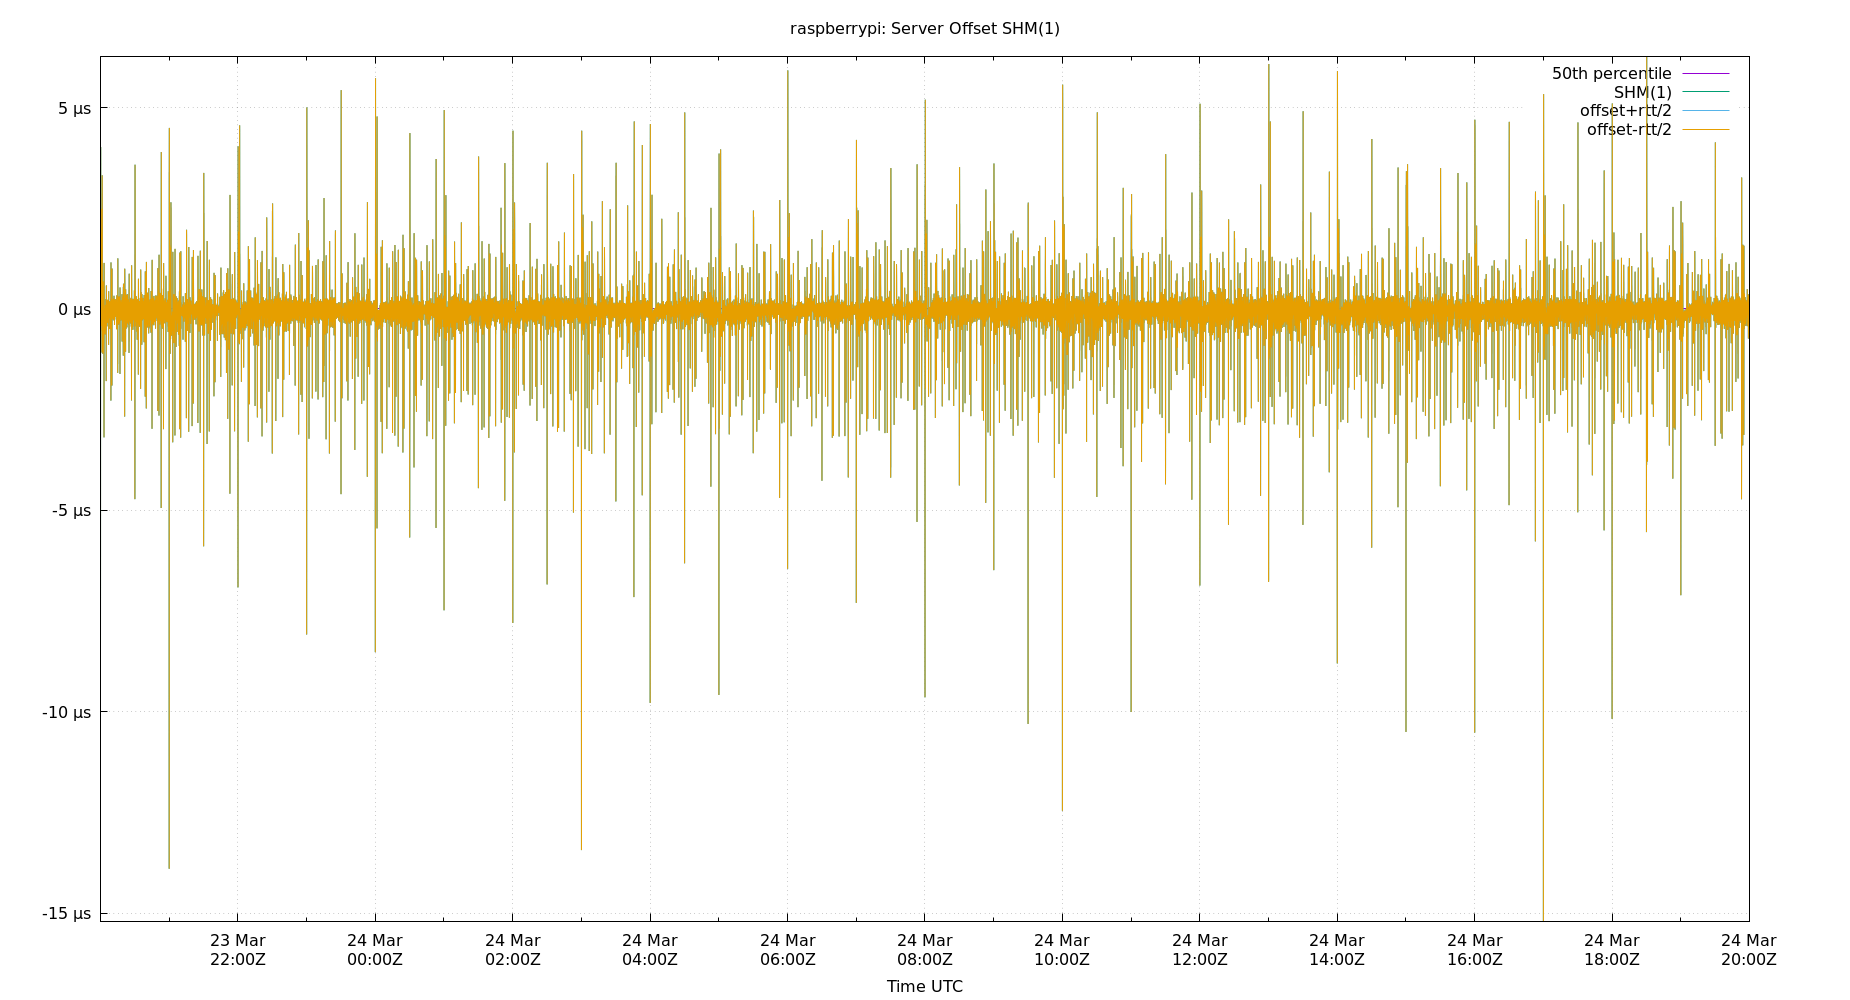 raspberrypi: Server Offset SHM(1)
50th percentile
SHM(1)
offset+rtt/2
offset-rtt/2
5 µs
0 µs
-5 µs
-10 µs
-15 µs
23 Mar 24 Mar 24 Mar 24 Mar 24 Mar 24 Mar 24 Mar 24 Mar 24 Mar 24 Mar 24 Mar 24 Mar
22:00Z 00:00Z 02:00Z 04:00Z 06:00Z 08:00Z 10:00Z 12:00Z 14:00Z 16:00Z 18:00Z 20:00Z
Time UTC